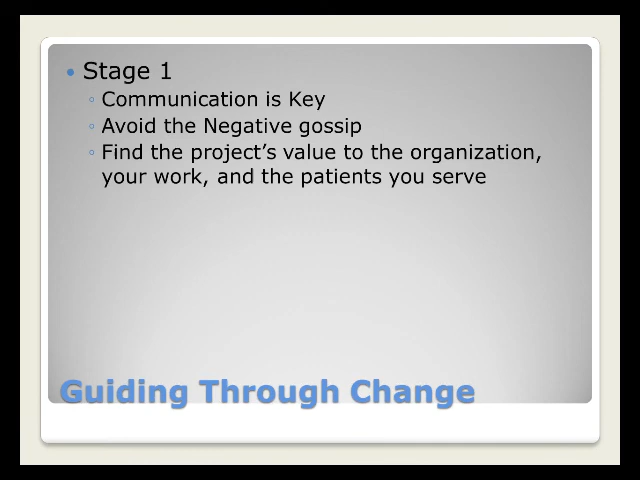 Stage 1
Communication is Key
Avoid the Negative gossip
Find the project's value to the organization,
your work, and the patients you serve
Guiding Through Change